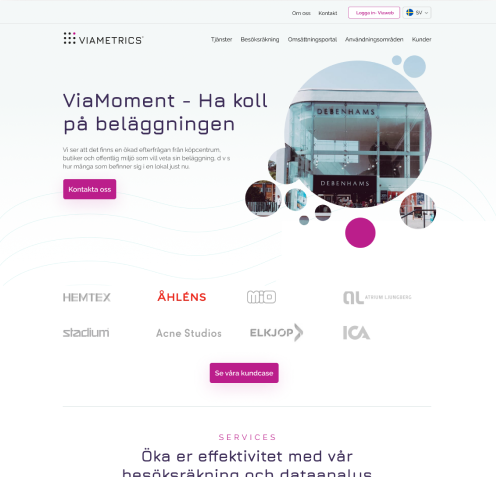 Om oss Kontakt Logga in - Viaweb SV
VIAMETRICS
Tjänster Besöksräkning Omsättningsportal Användningsområden Kunder
ViaMoment - Ha koll
på beläggningen
Vi ser att det finns en ökad efterfrågan från köpcentrum,
butiker och offentlig miljö som vill veta sin beläggning, d v s
hur många som befinner sig i en lokal just nu.
Kontakta oss
DEBENHAMS
DEBENHAMS
HEMTEX ÅHLÉNS MIO AL ATRIUM LJUNGBERG
stadium Acne Studios ELKJOP ICA
Se våra kundcase
SERVICES
Öka er effektivitet med vår
besöksräkning och dataanalys